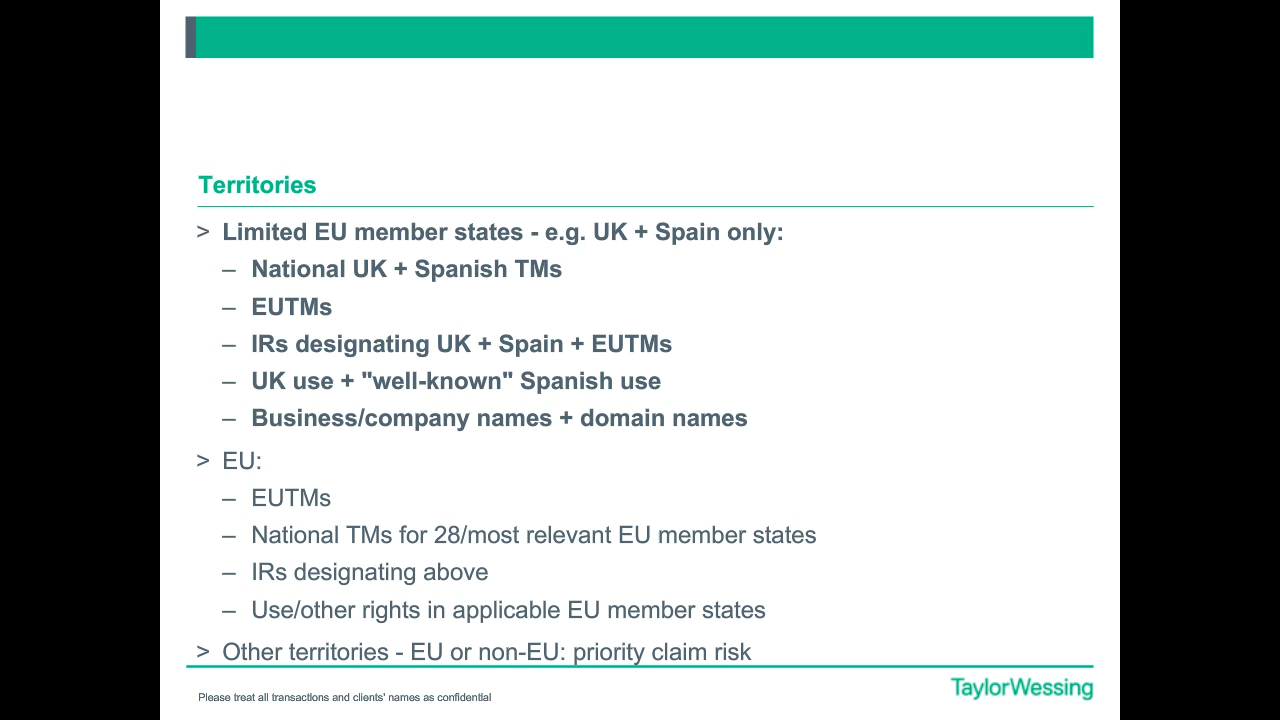 Territories
> Limited EU member states - e.g. UK + Spain only:
– National UK + Spanish TMs
– EUTMs
– IRs designating UK + Spain + EUTMs
– UK use + "well-known" Spanish use
– Business/company names + domain names
> EU:
– EUTMs
– National TMs for 28/most relevant EU member states
– IRs designating above
– Use/other rights in applicable EU member states
> Other territories - EU or non-EU: priority claim risk
Please treat all transactions and clients' names as confidential
TaylorWessing